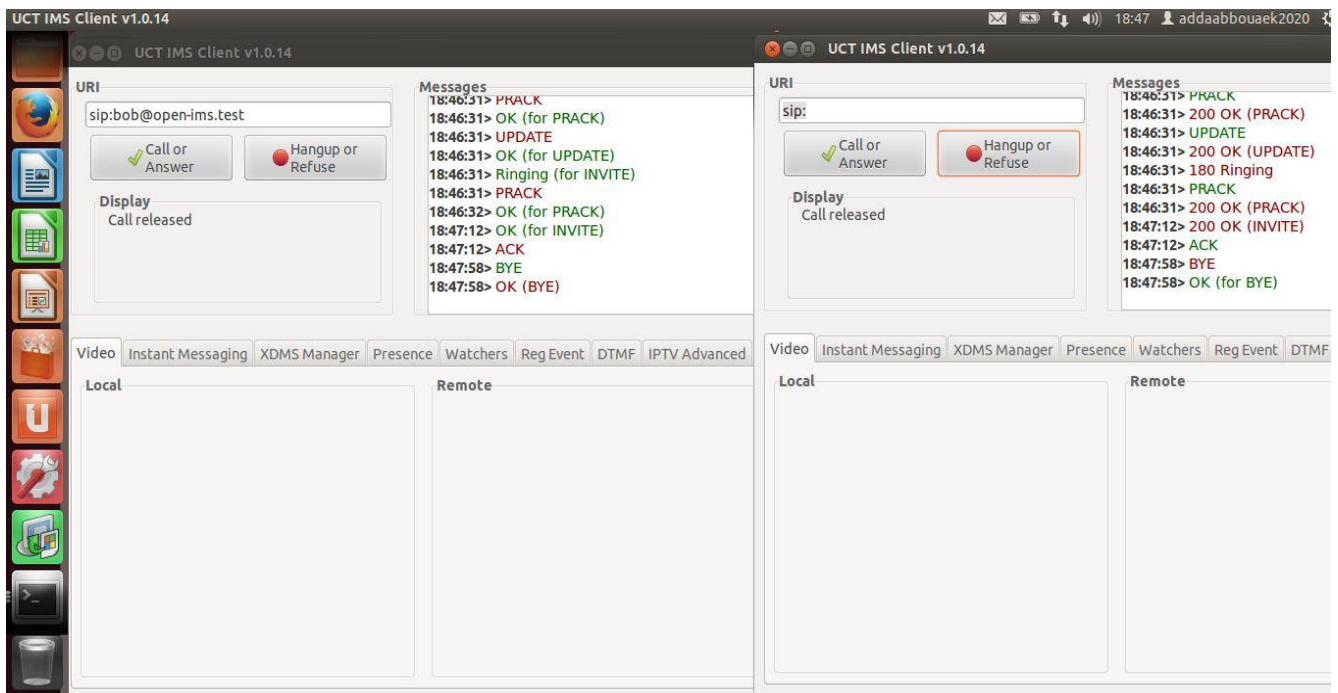 UCT IMS Client v1.0.14
18:47 addaabbouaek2020
UCT IMS Client v1.0.14
URI
sip:bob@open-ims.test
Call or
Answer
Hangup or
Refuse
Display
Call released
Messages
18:46:31> PRACK
18:46:31> OK (for PRACK)
18:46:31> UPDATE
18:46:31> OK (for UPDATE)
18:46:31> Ringing (for INVITE)
18:46:31> PRACK
18:46:32> OK (for PRACK)
18:47:12> OK (for INVITE)
18:47:12> ACK
18:47:58> BYE
18:47:58> OK (BYE)
Video Instant Messaging XDMS Manager Presence Watchers Reg Event DTMF IPTV Advanced
Local
Remote
UCT IMS Client v1.0.14
URI
sip:
Call or
Answer
Hangup or
Refuse
Display
Call released
Messages
18:46:31> PRACK
18:46:31> 200 OK (PRACK)
18:46:31> UPDATE
18:46:31> 200 OK (UPDATE)
18:46:31> 180 Ringing
18:46:31> PRACK
18:46:31> 200 OK (PRACK)
18:47:12> 200 OK (INVITE)
18:47:12> ACK
18:47:58> BYE
18:47:58> OK (for BYE)
Video Instant Messaging XDMS Manager Presence Watchers Reg Event DTMF
Local
Remote